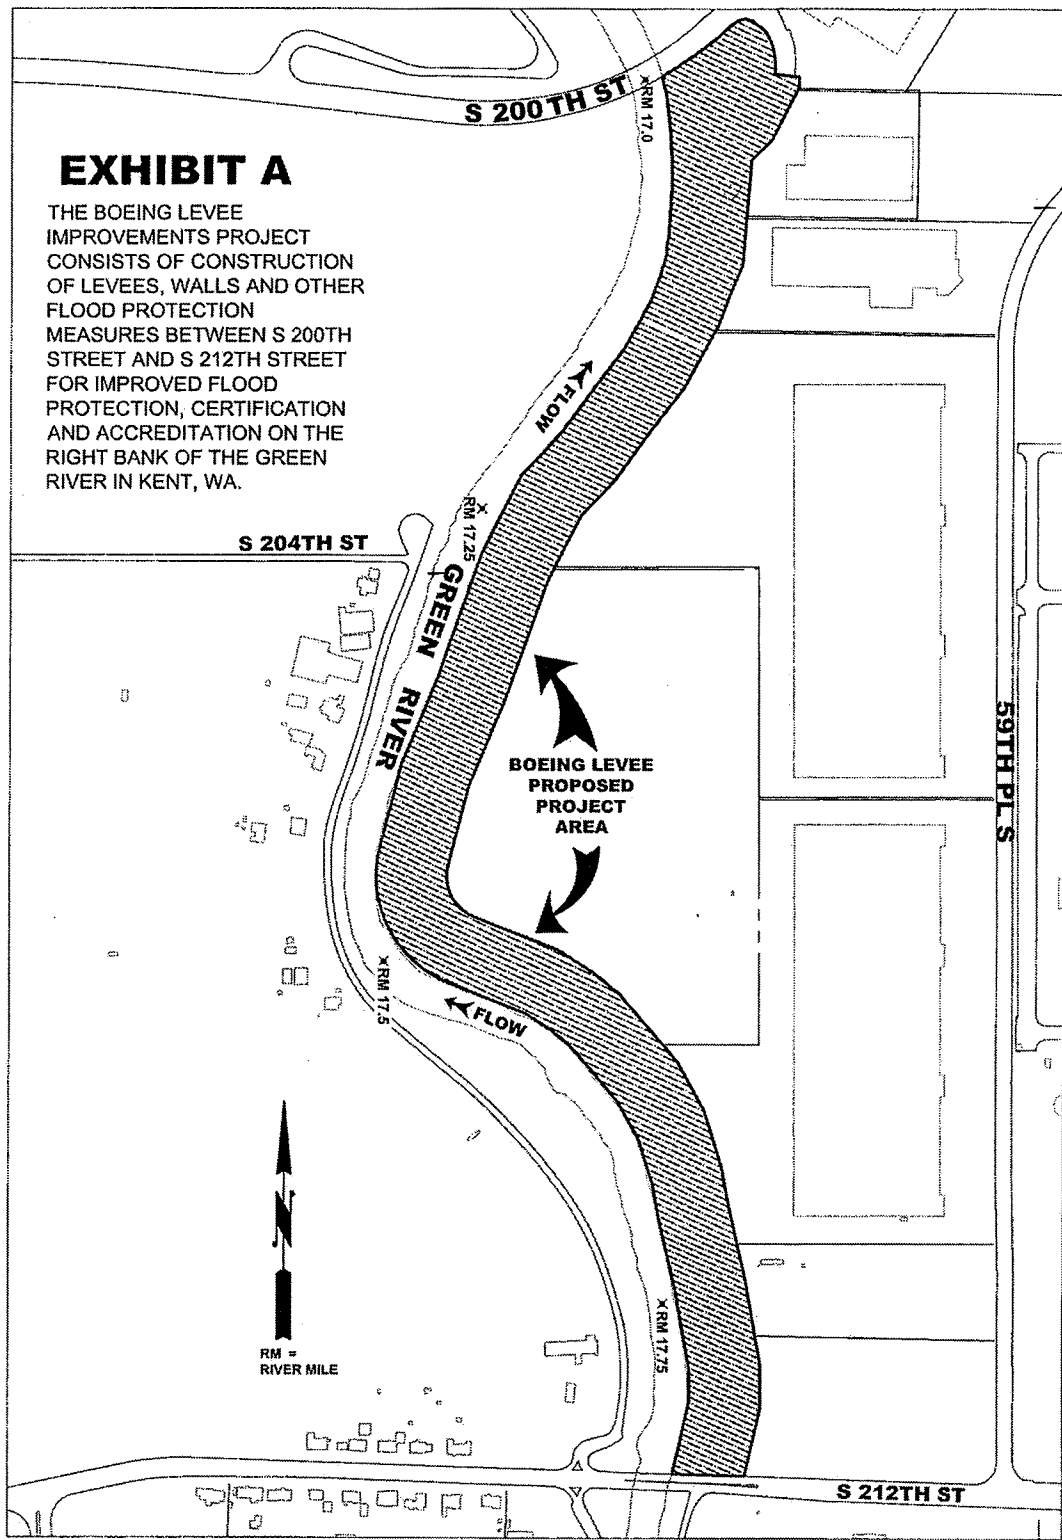 S 200TH ST
RM 17.0
EXHIBIT A
THE BOEING LEVEE
IMPROVEMENTS PROJECT
CONSISTS OF CONSTRUCTION
OF LEVEES, WALLS AND OTHER
FLOOD PROTECTION
MEASURES BETWEEN S 200TH
STREET AND S 212TH STREET
FOR IMPROVED FLOOD
PROTECTION, CERTIFICATION
AND ACCREDITATION ON THE
RIGHT BANK OF THE GREEN
RIVER IN KENT, WA.
FLOW
RM 17.25
S 204TH ST
GREEN RIVER
59TH PL S
BOEING LEVEE
PROPOSED
PROJECT
AREA
RM 17.5
FLOW
N
RM =
RIVER MILE
RM 17.75
S 212TH ST